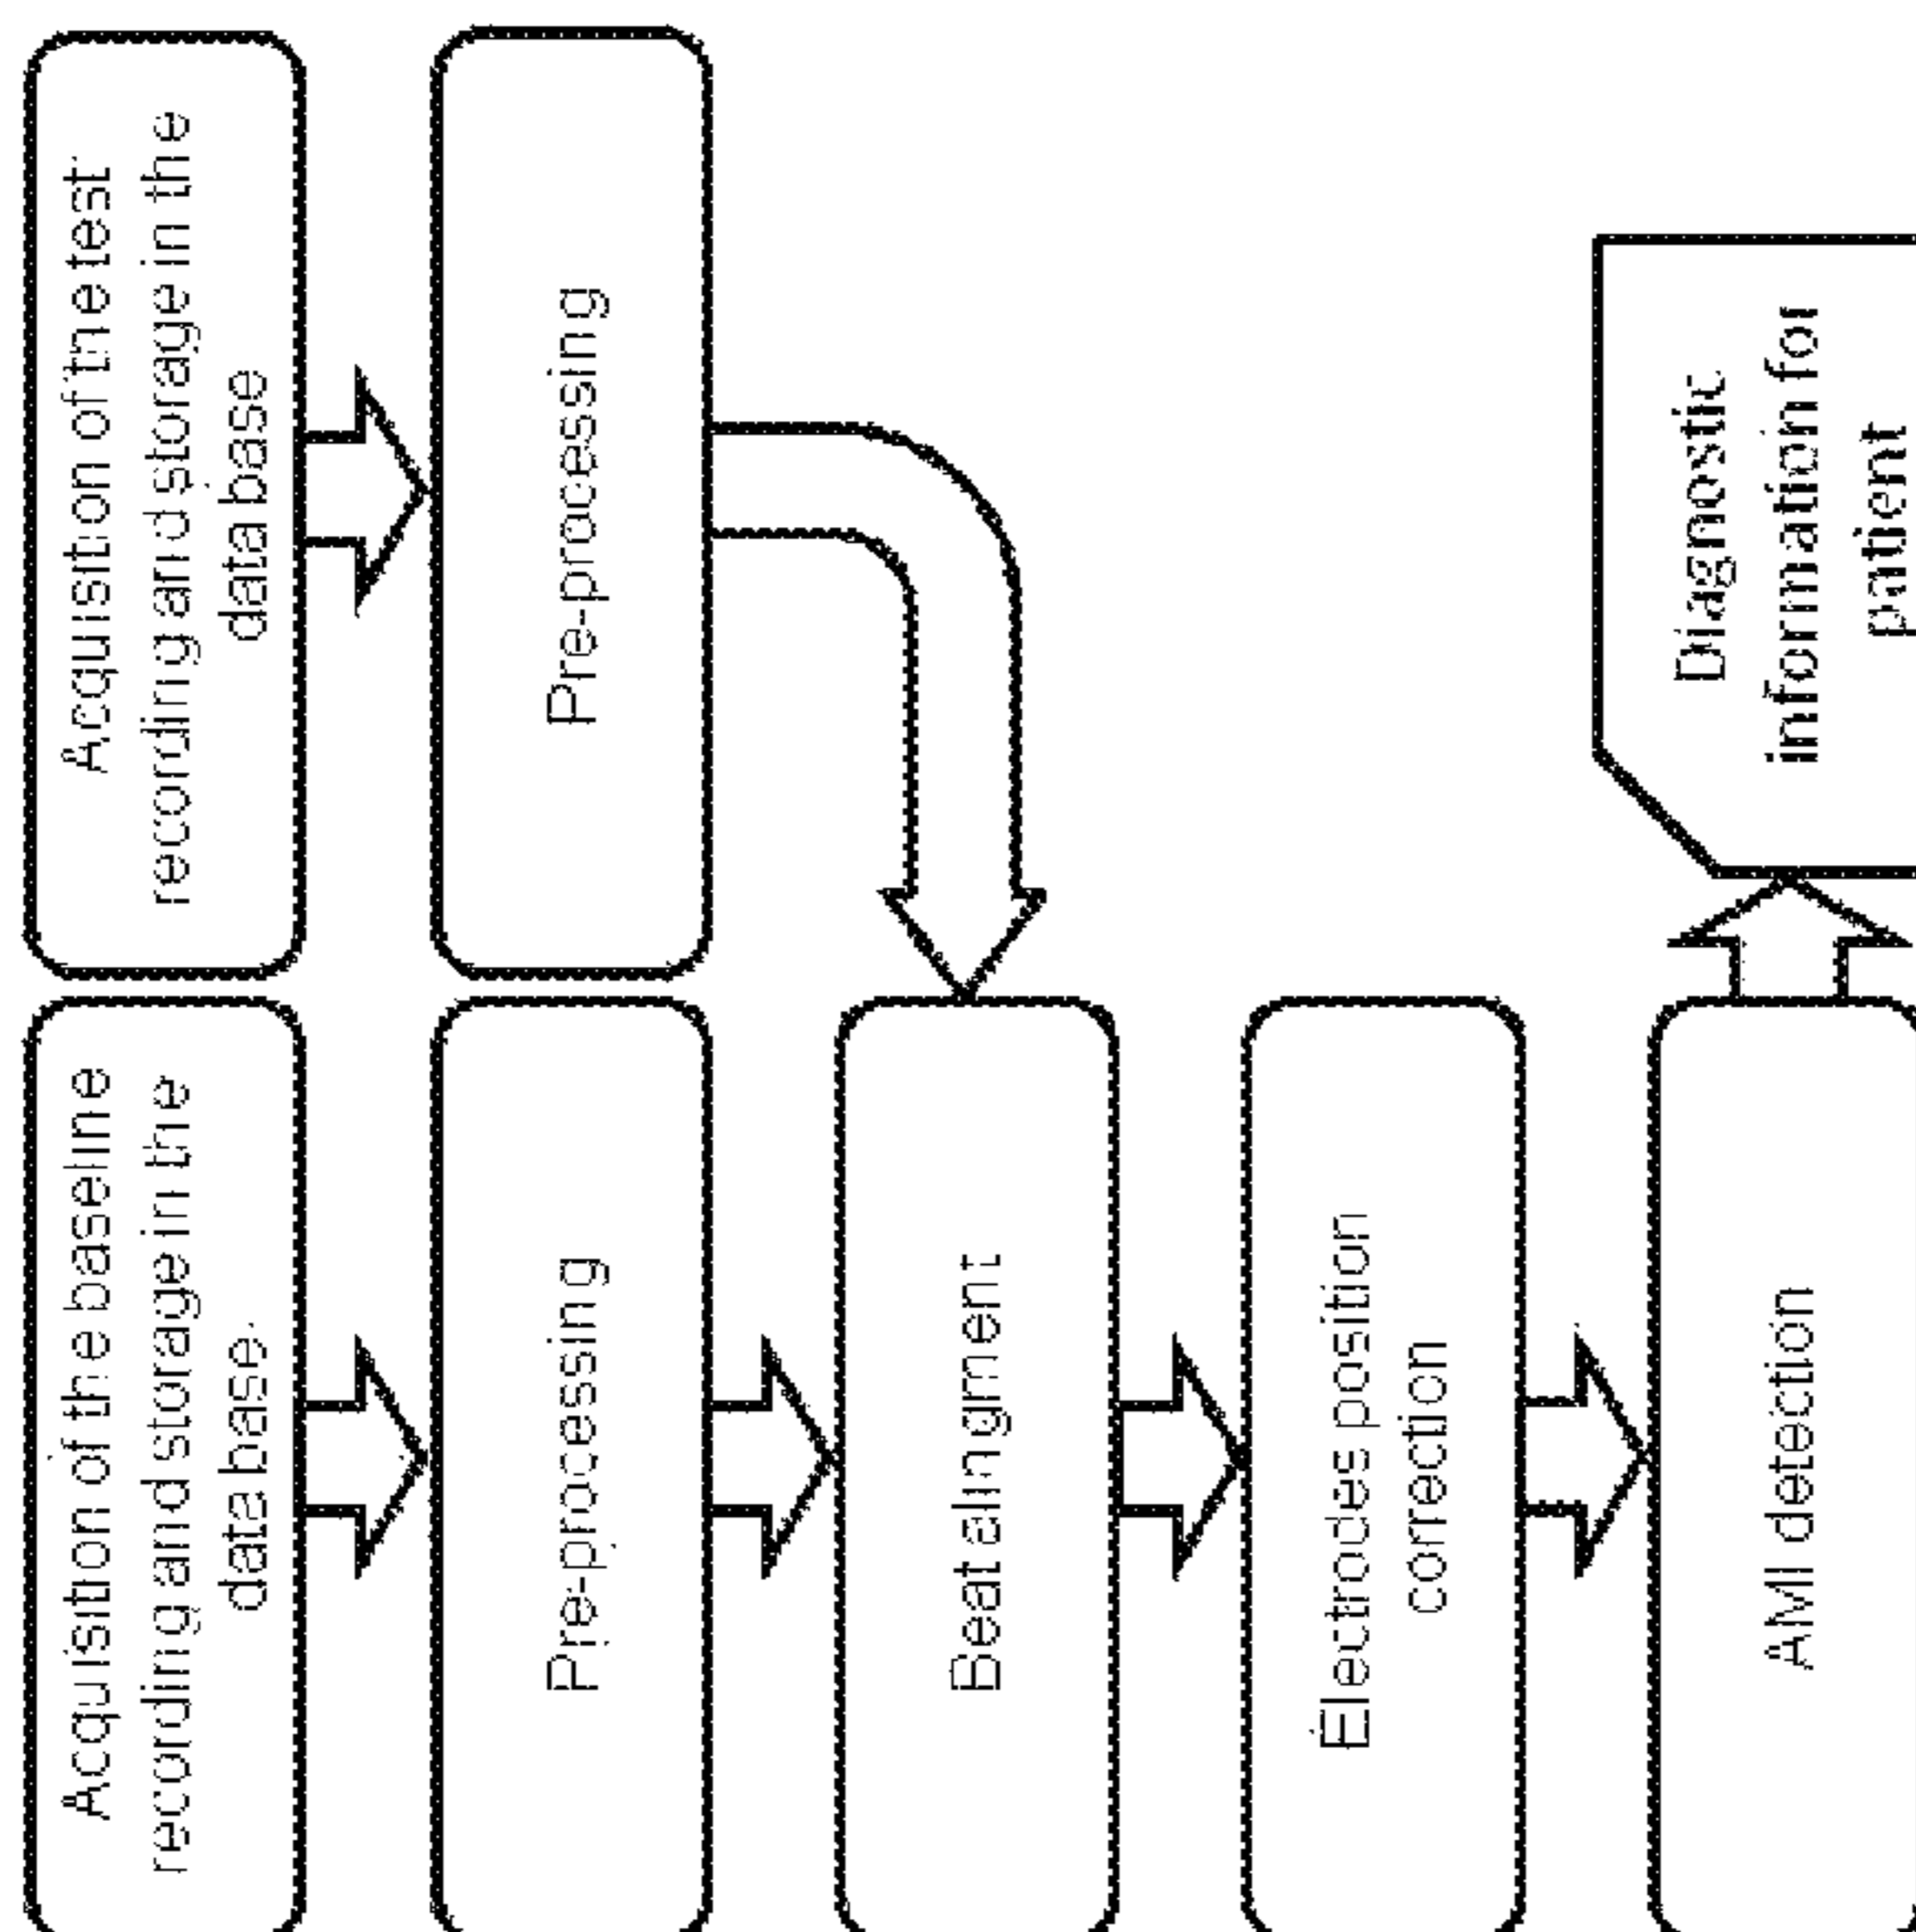 Acquisition of the baseline
recording and storage in the
data base
Acquisition of the test
recording and storage in the
data base
Pre-processing
Pre-processing
Beat alingment
Electrodes position
correction
AMI detection
Diagnostic
information for
patient